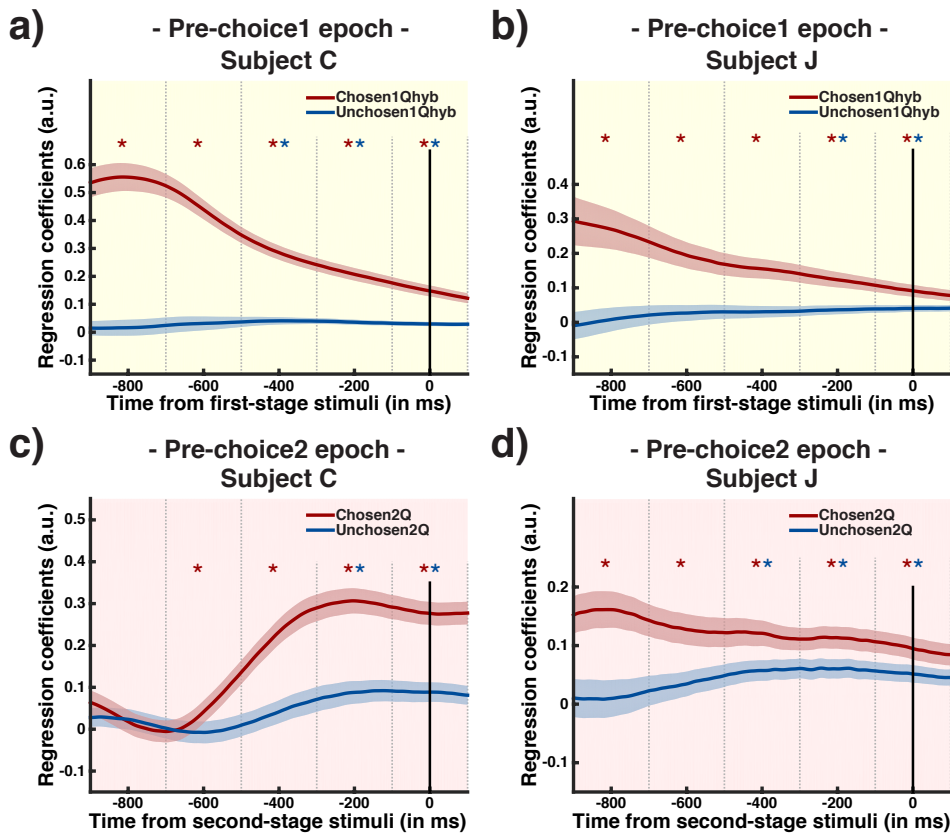 a)
- Pre-choice1 epoch -
Subject C
Regression coefficients (a.u.)
Chosen1Qhyb
Unchosen1Qhyb
* * ** ** **
0.6
0.5
0.4
0.3
0.2
0.1
0
-0.1
-800 -600 -400 -200 0
Time from first-stage stimuli (in ms)
b)
- Pre-choice1 epoch -
Subject J
Regression coefficients (a.u.)
Chosen1Qhyb
Unchosen1Qhyb
* * * ** **
0.4
0.3
0.2
0.1
0
-0.1
-800 -600 -400 -200 0
Time from first-stage stimuli (in ms)
c)
- Pre-choice2 epoch -
Subject C
Regression coefficients (a.u.)
Chosen2Q
Unchosen2Q
* * ** **
0.5
0.4
0.3
0.2
0.1
0
-0.1
-800 -600 -400 -200 0
Time from second-stage stimuli (in ms)
d)
- Pre-choice2 epoch -
Subject J
Regression coefficients (a.u.)
Chosen2Q
Unchosen2Q
* * ** ** **
0.2
0.1
0
-0.1
-800 -600 -400 -200 0
Time from second-stage stimuli (in ms)